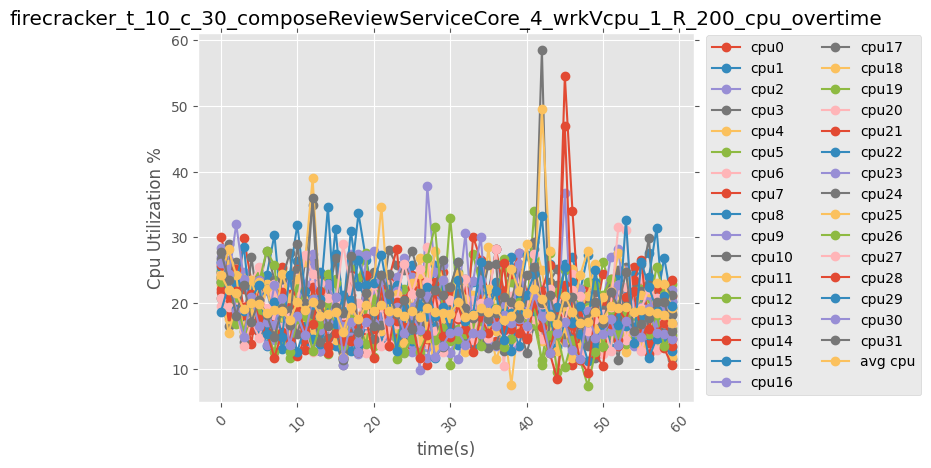 firecracker_t_10_c_30_composeReviewServiceCore_4_wrkVcpu_1_R_200_cpu_overtime
60
50
40
30
20
10
Cpu Utilization %
0
10
20
30
40
50
60
time(s)
cpu0
cpu1
cpu2
cpu3
cpu4
cpu5
cpu6
cpu7
cpu8
cpu9
cpu10
cpu11
cpu12
cpu13
cpu14
cpu15
cpu16
cpu17
cpu18
cpu19
cpu20
cpu21
cpu22
cpu23
cpu24
cpu25
cpu26
cpu27
cpu28
cpu29
cpu30
cpu31
avg cpu